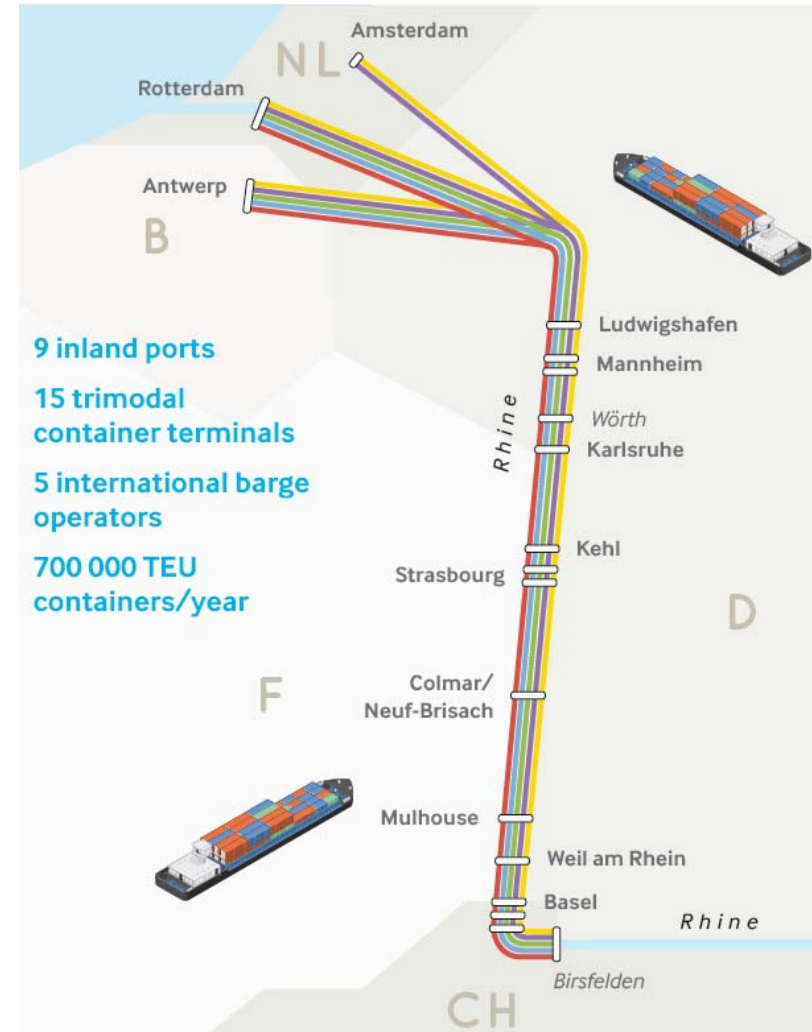 Amsterdam
NL
Rotterdam
Antwerp
B
Ludwigshafen
9 inland ports
Mannheim
15 trimodal
container terminals
Rhine
Wörth
Karlsruhe
5 international barge
operators
Kehl
Strasbourg
700 000 TEU
containers/year
D
Colmar/
Neuf-Brisach
F
Mulhouse
Weil am Rhein
Basel
Rhine
Birsfelden
CH